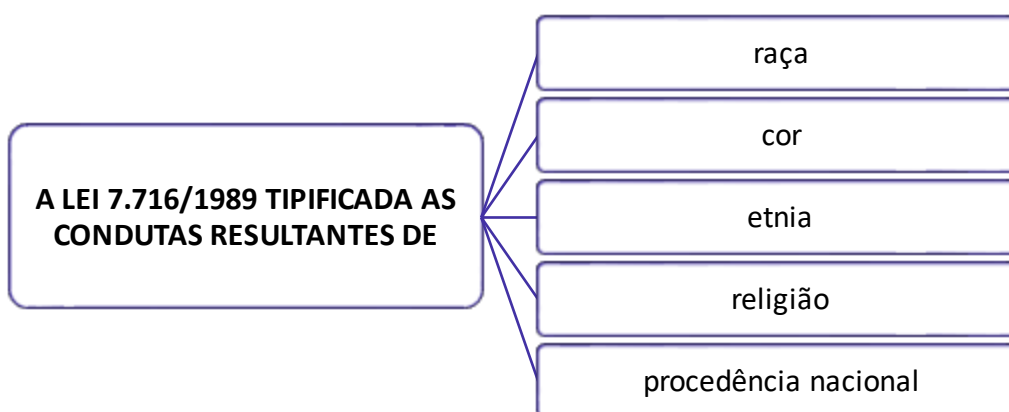 raça
cor
A LEI 7.716/1989 TIPIFICADA AS
CONDUTAS RESULTANTES DE
etnia
religião
procedência nacional